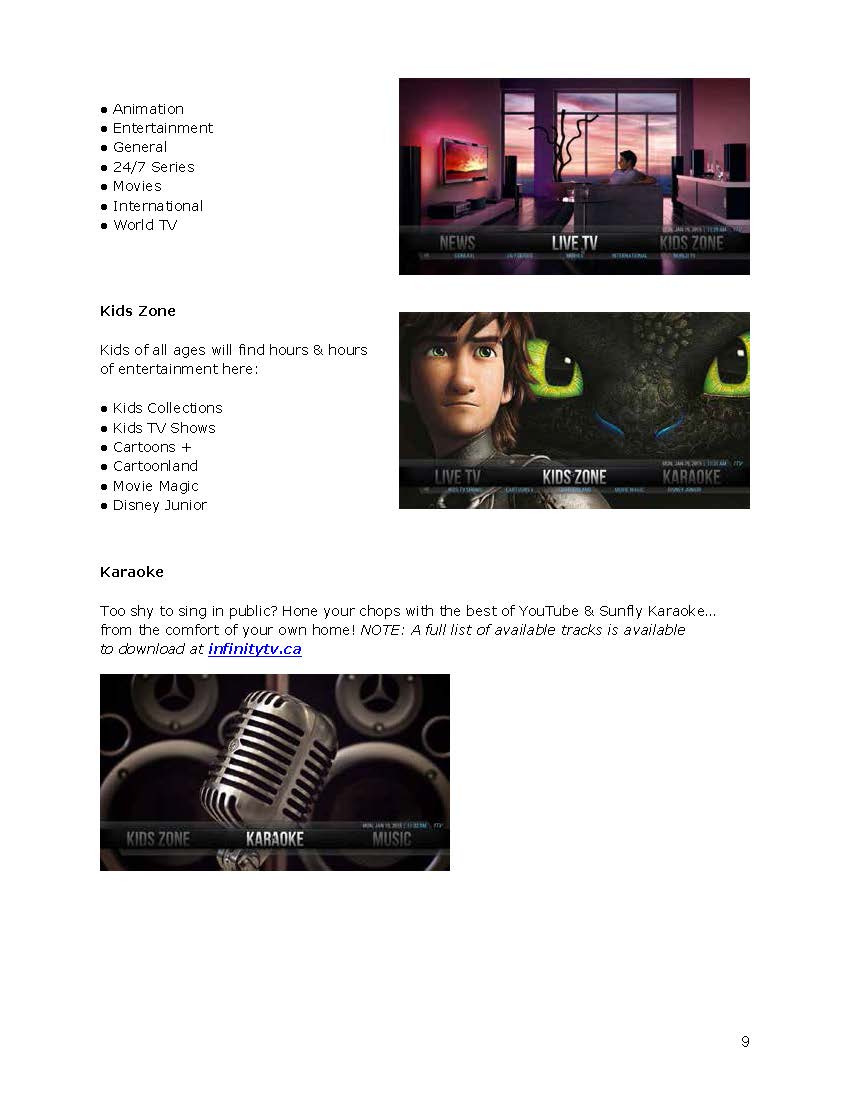 ● Animation
● Entertainment
● General
● 24/7 Series
● Movies
● International
● World TV
NEWS
LIVE TV
KIDS ZONE
MOVIES
INTERNATIONAL
WORLD TV
Kids Zone
Kids of all ages will find hours & hours
of entertainment here:
● Kids Collections
● Kids TV Shows
● Cartoons +
● Cartoonland
● Movie Magic
● Disney Junior
LIVE TV
KIDS ZONE
KARAOKE
KIDS TV SHOWS
CARTOONS +
CARTOONLAND
MOVIE MAGIC
DISNEY JUNIOR
Karaoke
Too shy to sing in public? Hone your chops with the best of YouTube & Sunfly Karaoke...
from the comfort of your own home! NOTE: A full list of available tracks is available
to download at infinitytv.ca
KIDS ZONE
KARAOKE
MUSIC
9